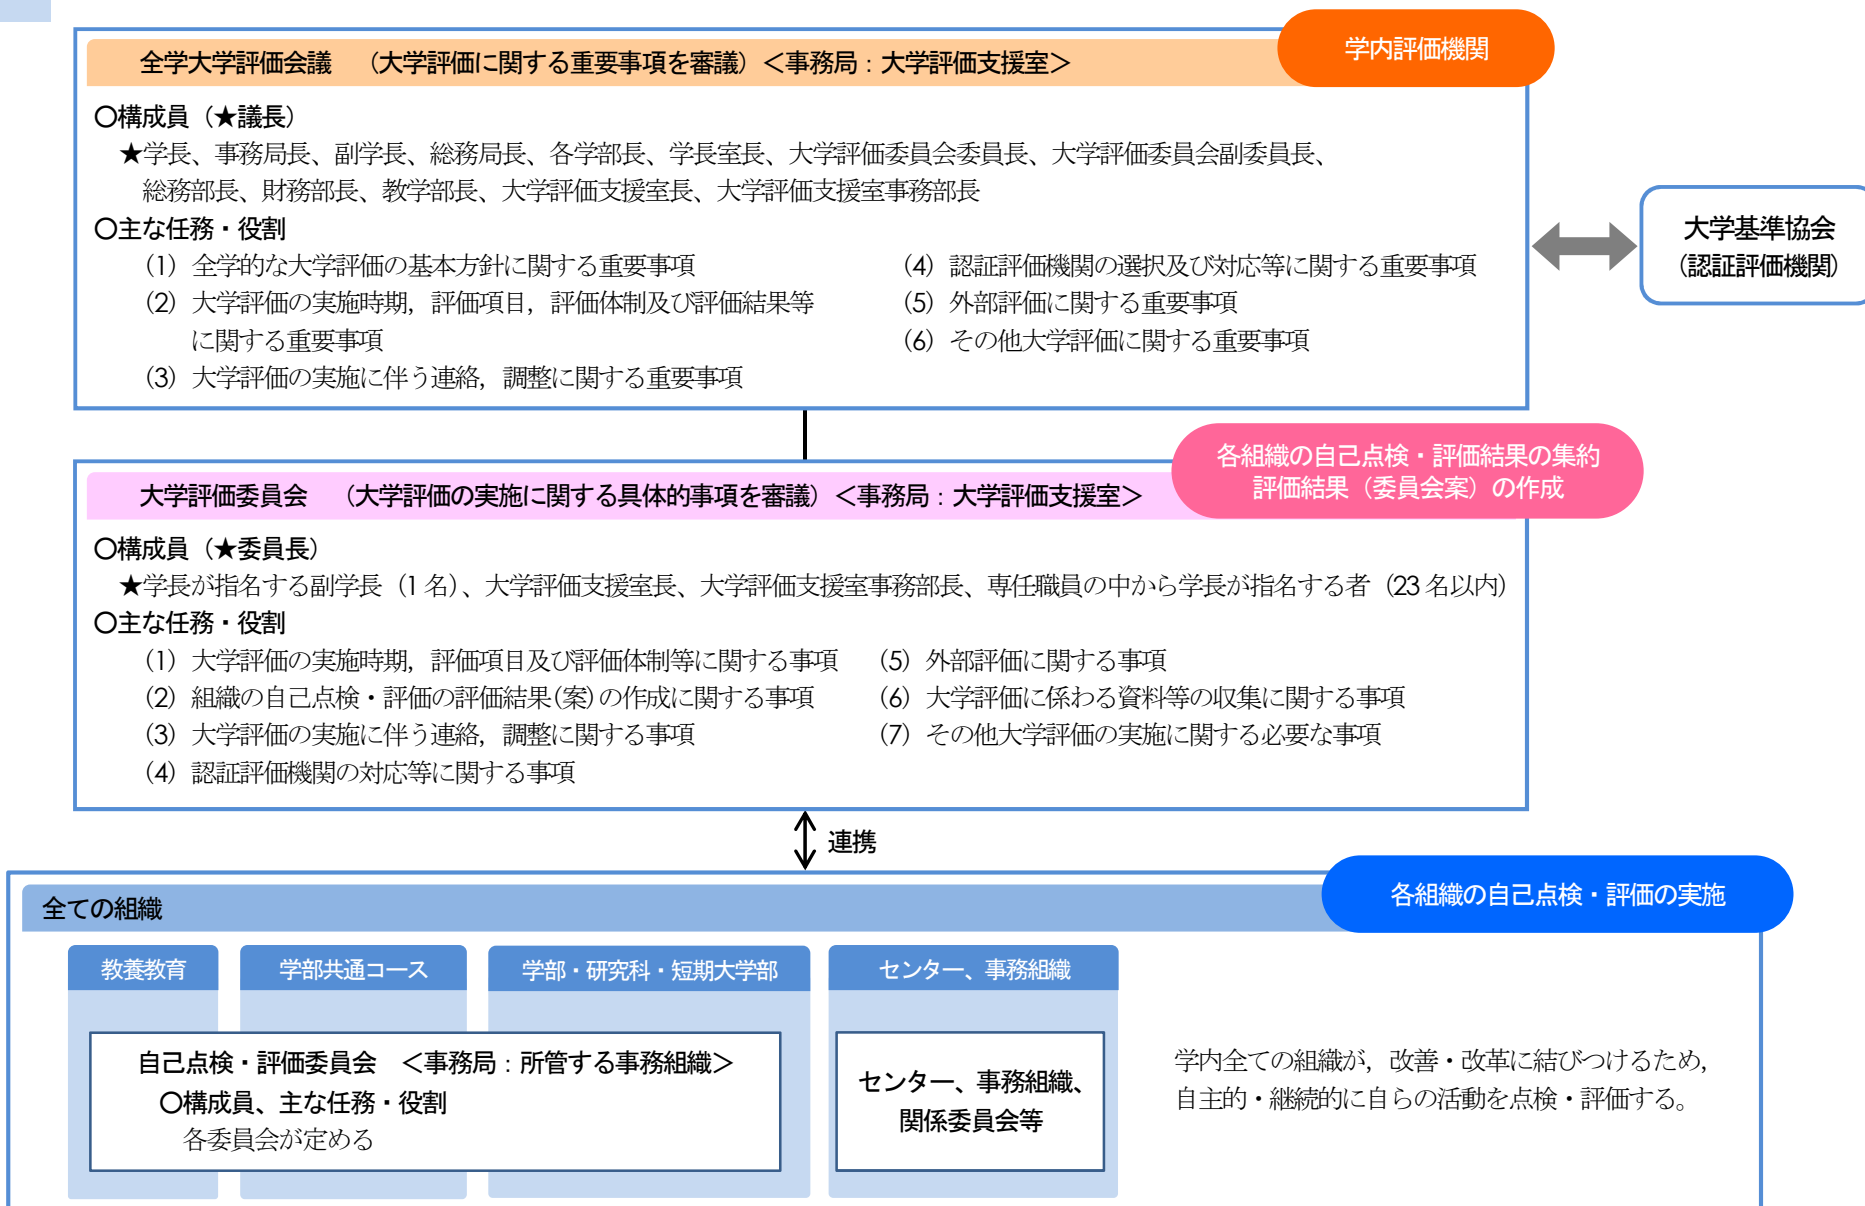 学内評価機関
全学大学評価会議　（大学評価に関する重要事項を審議）＜事務局：大学評価支援室＞
○構成員（★議長）
★学長、事務局長、副学長、総務局長、各学部長、学長室長、大学評価委員会委員長、大学評価委員会副委員長、
総務部長、財務部長、教学部長、大学評価支援室長、大学評価支援室事務部長
○主な任務・役割
（1）全学的な大学評価の基本方針に関する重要事項
（2）大学評価の実施時期，評価項目，評価体制及び評価結果等
に関する重要事項
（3）大学評価の実施に伴う連絡，調整に関する重要事項
（4）認証評価機関の選択及び対応等に関する重要事項
（5）外部評価に関する重要事項
（6）その他大学評価に関する重要事項
大学基準協会
（認証評価機関）
各組織の自己点検・評価結果の集約
評価結果（委員会案）の作成
大学評価委員会　（大学評価の実施に関する具体的事項を審議）＜事務局：大学評価支援室＞
○構成員（★委員長）
★学長が指名する副学長（1名）、大学評価支援室長、大学評価支援室事務部長、専任職員の中から学長が指名する者（23名以内）
○主な任務・役割
（1）大学評価の実施時期，評価項目及び評価体制等に関する事項
（2）組織の自己点検・評価の評価結果（案）の作成に関する事項
（3）大学評価の実施に伴う連絡，調整に関する事項
（4）認証評価機関の対応等に関する事項
（5）外部評価に関する事項
（6）大学評価に係わる資料等の収集に関する事項
（7）その他大学評価の実施に関する必要な事項
連携
各組織の自己点検・評価の実施
全ての組織
教養教育
学部共通コース
学部・研究科・短期大学部
センター、事務組織
自己点検・評価委員会　＜事務局：所管する事務組織＞
○構成員、主な任務・役割
各委員会が定める
センター、事務組織、
関係委員会等
学内全ての組織が，改善・改革に結びつけるため，
自主的・継続的に自らの活動を点検・評価する。